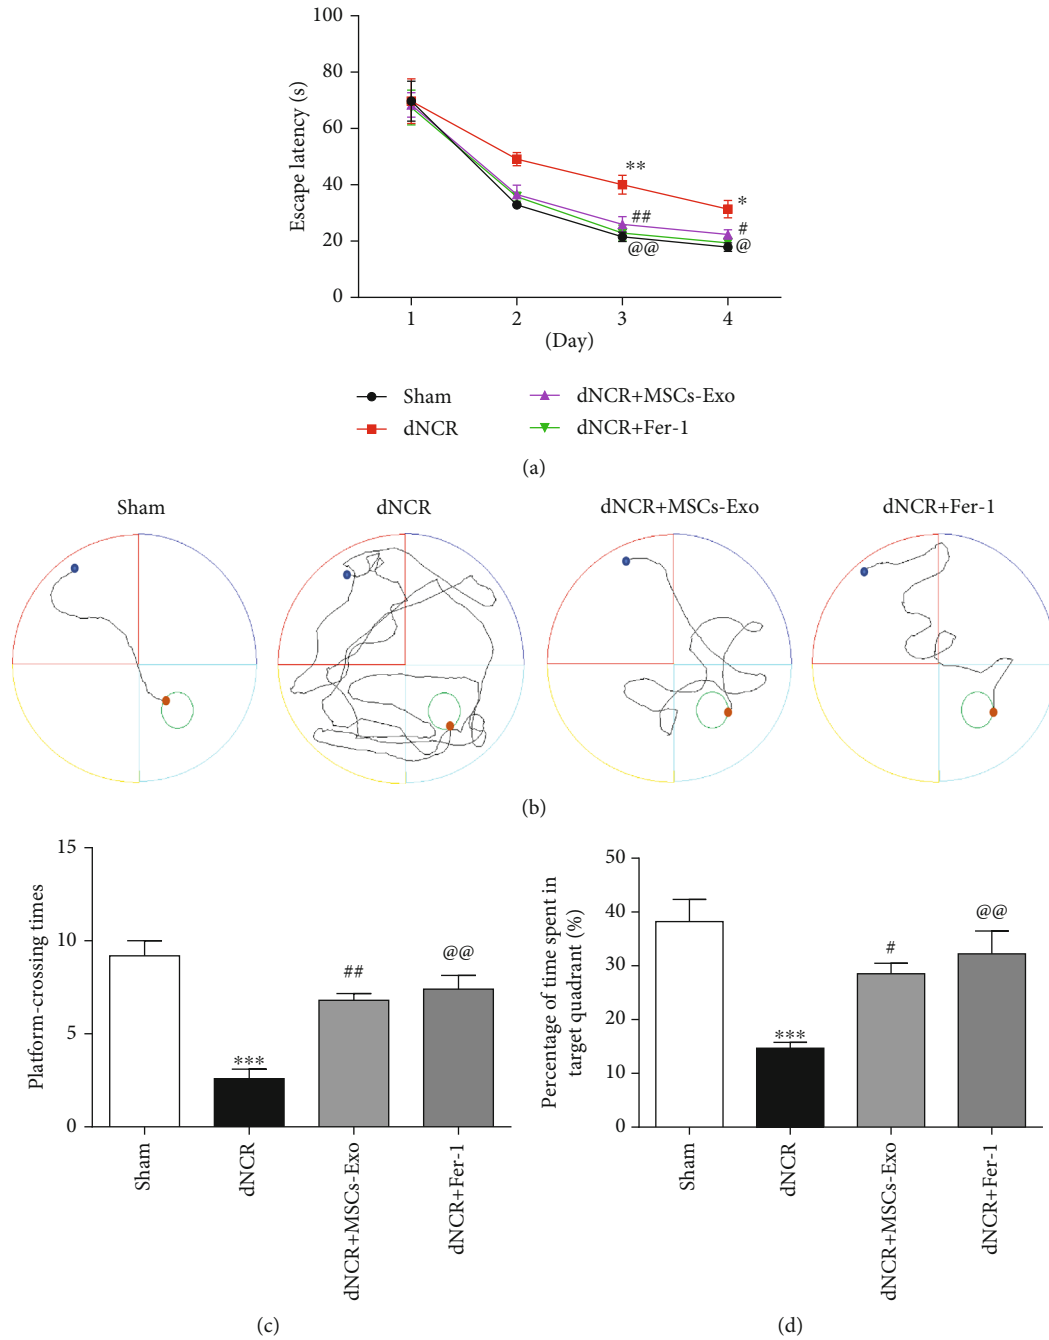 100
80
60
40
20
0
Escape latency (s)
**
*
##
#
@@
@
1 2 3 4
(Day)
Sham dNCR+MSCs-Exo
dNCR dNCR+Fer-1
(a)
Sham dNCR dNCR+MSCs-Exo dNCR+Fer-1
(b)
15
10
5
0
Platform-crossing times
***
##
@@
Sham
dNCR
dNCR+MSCs-Exo
dNCR+Fer-1
(c)
50
40
30
20
10
0
Percentage of time spent in
target quadrant (%)
***
#
@@
Sham
dNCR
dNCR+MSCs-Exo
dNCR+Fer-1
(d)